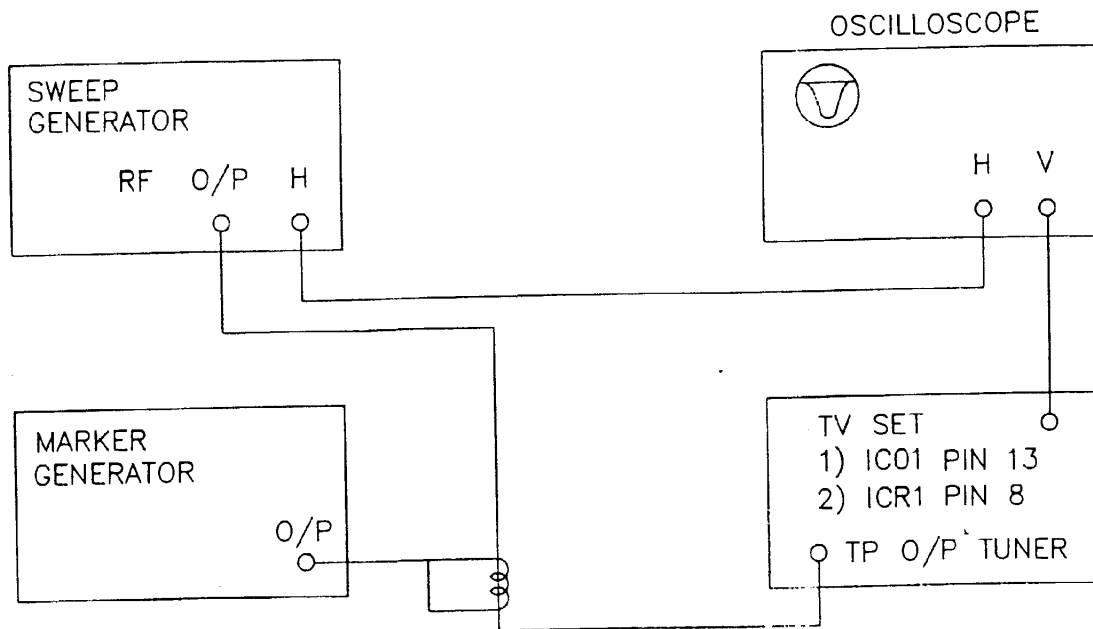 OSCILLOSCOPE
SWEEP
GENERATOR
RF O/P H
H V
MARKER
GENERATOR
O/P
TV SET
1) IC01 PIN 13
2) ICR1 PIN 8
TP O/P TUNER